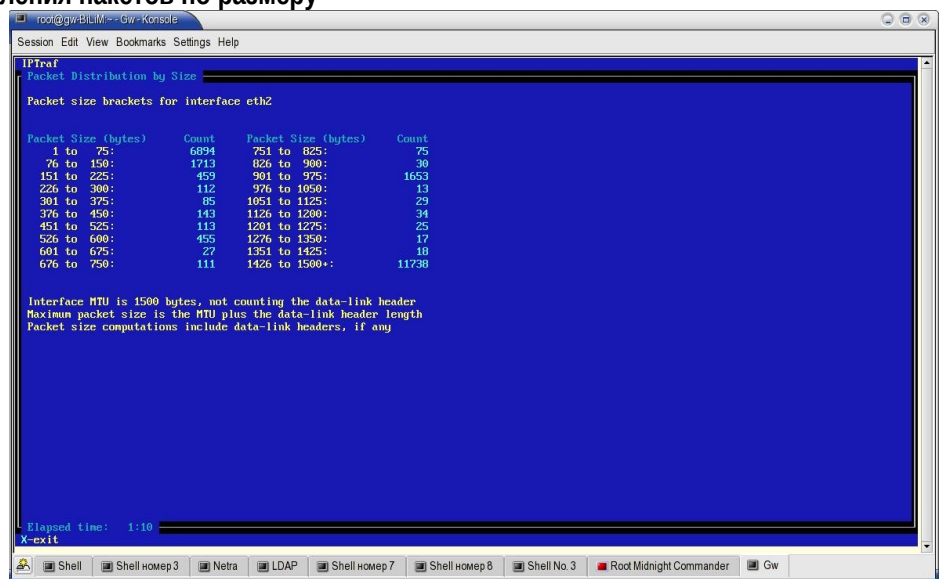 ления пакетов по размеру
root@gw-BiLiM:~ - Gw - Konsole
Session Edit View Bookmarks Settings Help
IPTraf
Packet Distribution by Size
Packet size brackets for interface eth2
Packet Size (bytes) Count Packet Size (bytes) Count
1 to 75: 6894 751 to 825: 75
76 to 150: 1713 826 to 900: 30
151 to 225: 459 901 to 975: 1653
226 to 300: 112 976 to 1050: 13
301 to 375: 85 1051 to 1125: 29
376 to 450: 143 1126 to 1200: 34
451 to 525: 113 1201 to 1275: 25
526 to 600: 455 1276 to 1350: 17
601 to 675: 27 1351 to 1425: 18
676 to 750: 111 1426 to 1500+: 11738
Interface MTU is 1500 bytes, not counting the data-link header
Maximum packet size is the MTU plus the data-link header length
Packet size computations include data-link headers, if any
Elapsed time: 1:10
X-exit
Shell Shell номер 3 Netra LDAP Shell номер 7 Shell номер 8 Shell No. 3 Root Midnight Commander Gw